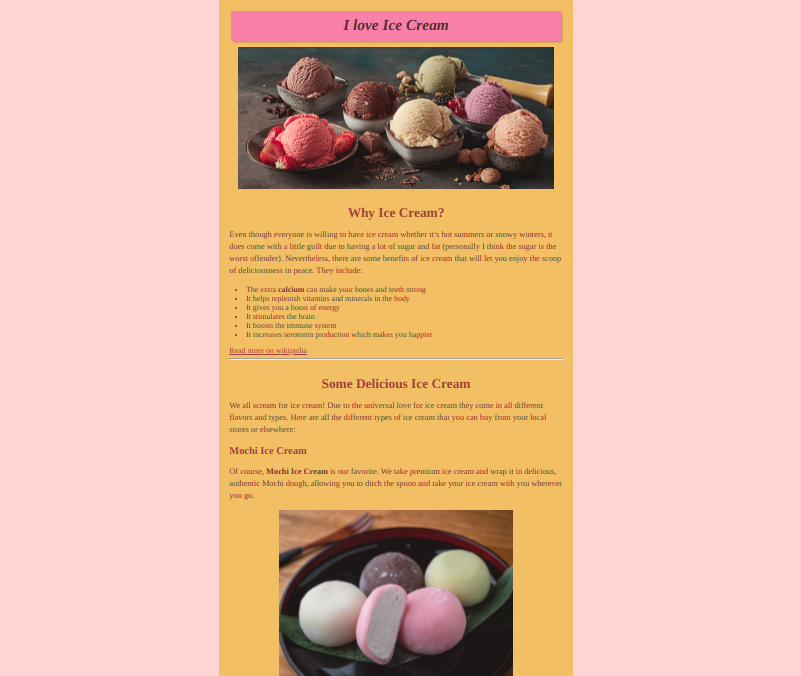 I love Ice Cream
Why Ice Cream?
Even though everyone is willing to have ice cream whether it's hot summers or snowy winters, it
does come with a little guilt due to having a lot of sugar and fat (personally I think the sugar is the
worst offender). Nevertheless, there are some benefits of ice cream that will let you enjoy the scoop
of deliciousness in peace. They include:
The extra calcium can make your bones and teeth strong
It helps replenish vitamins and minerals in the body
It gives you a boost of energy
It stimulates the brain
It boosts the immune system
It increases serotonin production which makes you happier
Read more on wikipedia
Some Delicious Ice Cream
We all scream for ice cream! Due to the universal love for ice cream they come in all different
flavors and types. Here are all the different types of ice cream that you can buy from your local
stores or elsewhere:
Mochi Ice Cream
Of course, Mochi Ice Cream is our favorite. We take premium ice cream and wrap it in delicious,
authentic Mochi dough, allowing you to ditch the spoon and take your ice cream with you wherever
you go.